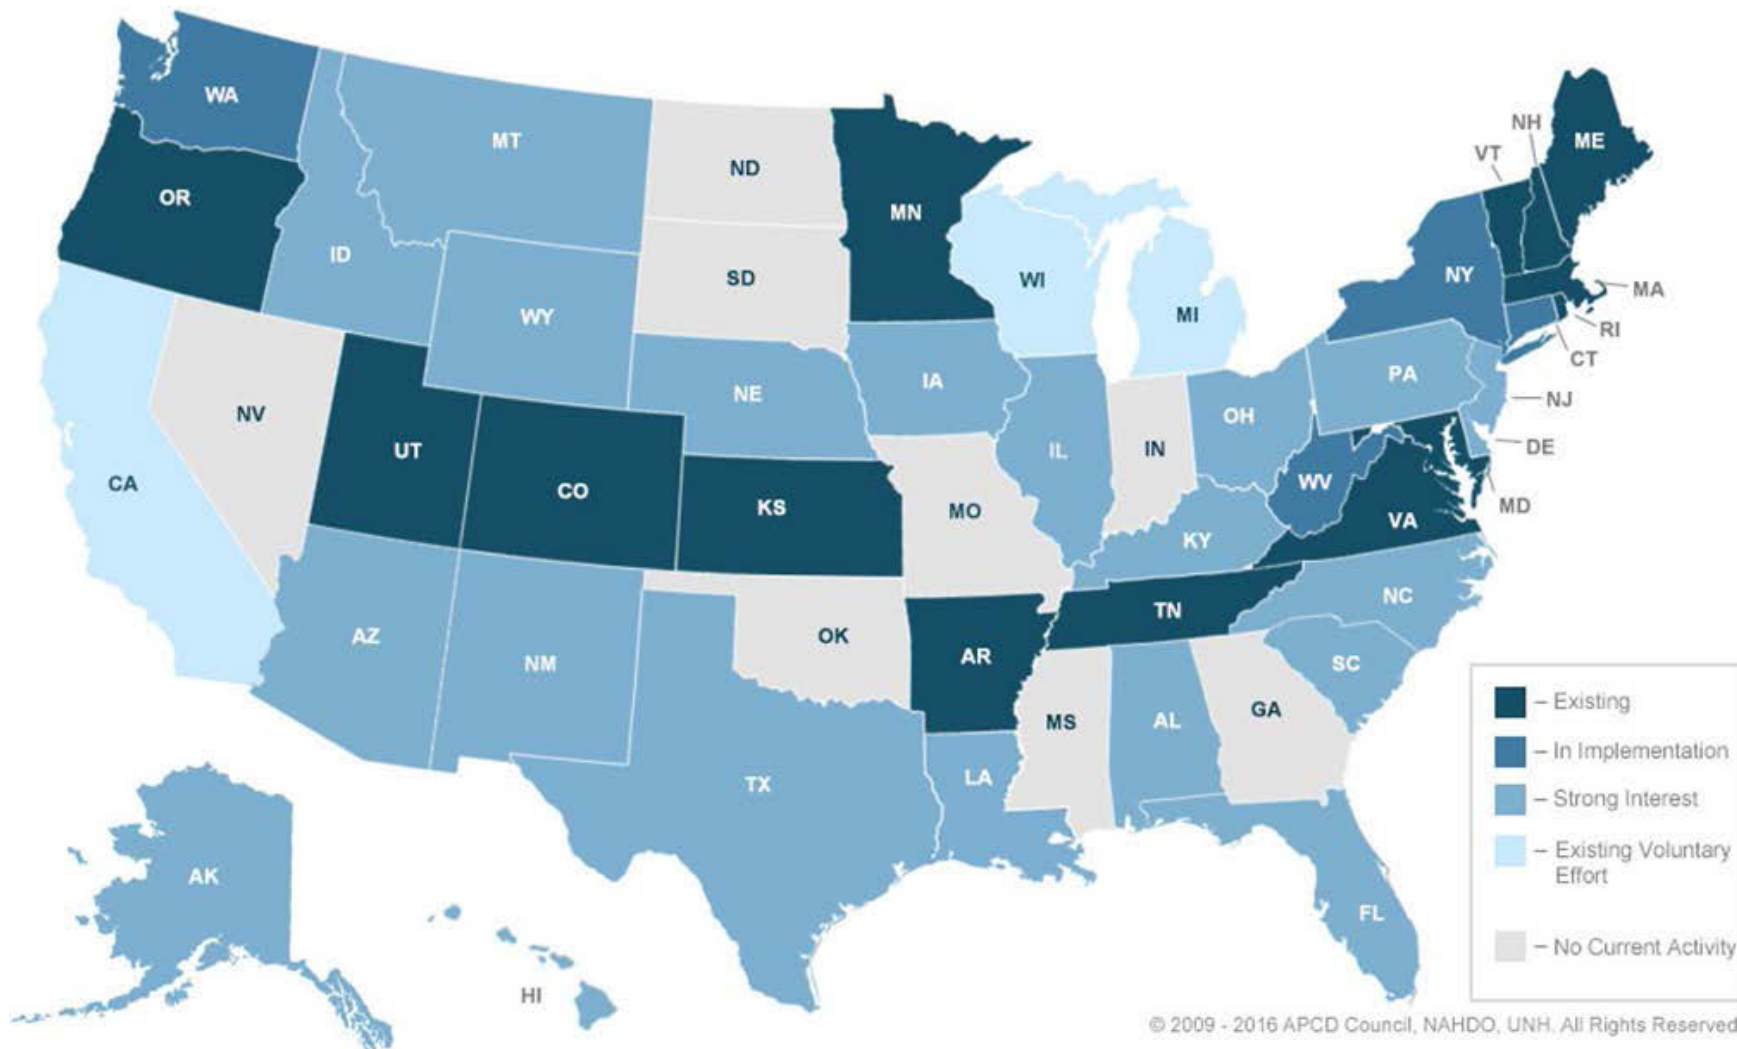 WA
MT
ND
MN
NH
VT
ME
OR
ID
SD
WI
NY
WY
MI
MA
RI
CT
NE
IA
PA
NJ
NV
UT
CO
KS
IL
IN
OH
DE
CA
MO
WV
MD
VA
KY
AZ
NM
OK
AR
TN
NC
SC
MS
AL
GA
TX
LA
AK
FL
HI
– Existing
– In Implementation
– Strong Interest
– Existing Voluntary
Effort
– No Current Activity
© 2009 - 2016 APCD Council, NAHDO, UNH. All Rights Reserved